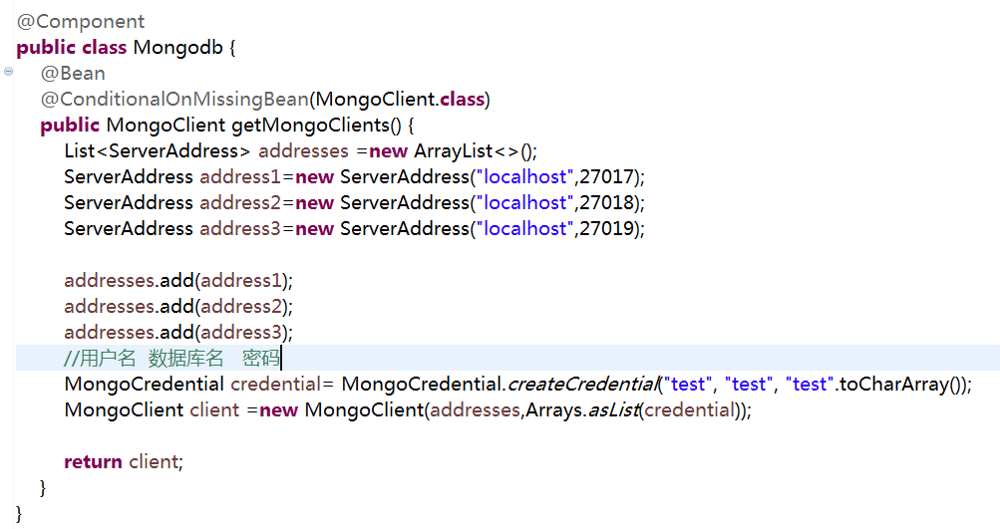 @Component
public class Mongodb {
@Bean
@ConditionalOnMissingBean(MongoClient.class)
public MongoClient getMongoClients() {
List<ServerAddress> addresses =new ArrayList<>();
ServerAddress address1=new ServerAddress("localhost",27017);
ServerAddress address2=new ServerAddress("localhost",27018);
ServerAddress address3=new ServerAddress("localhost",27019);
addresses.add(address1);
addresses.add(address2);
addresses.add(address3);
//用户名 数据库名 密码
MongoCredential credential= MongoCredential.createCredential("test", "test", "test".toCharArray());
MongoClient client =new MongoClient(addresses,Arrays.asList(credential));
return client;
}
}